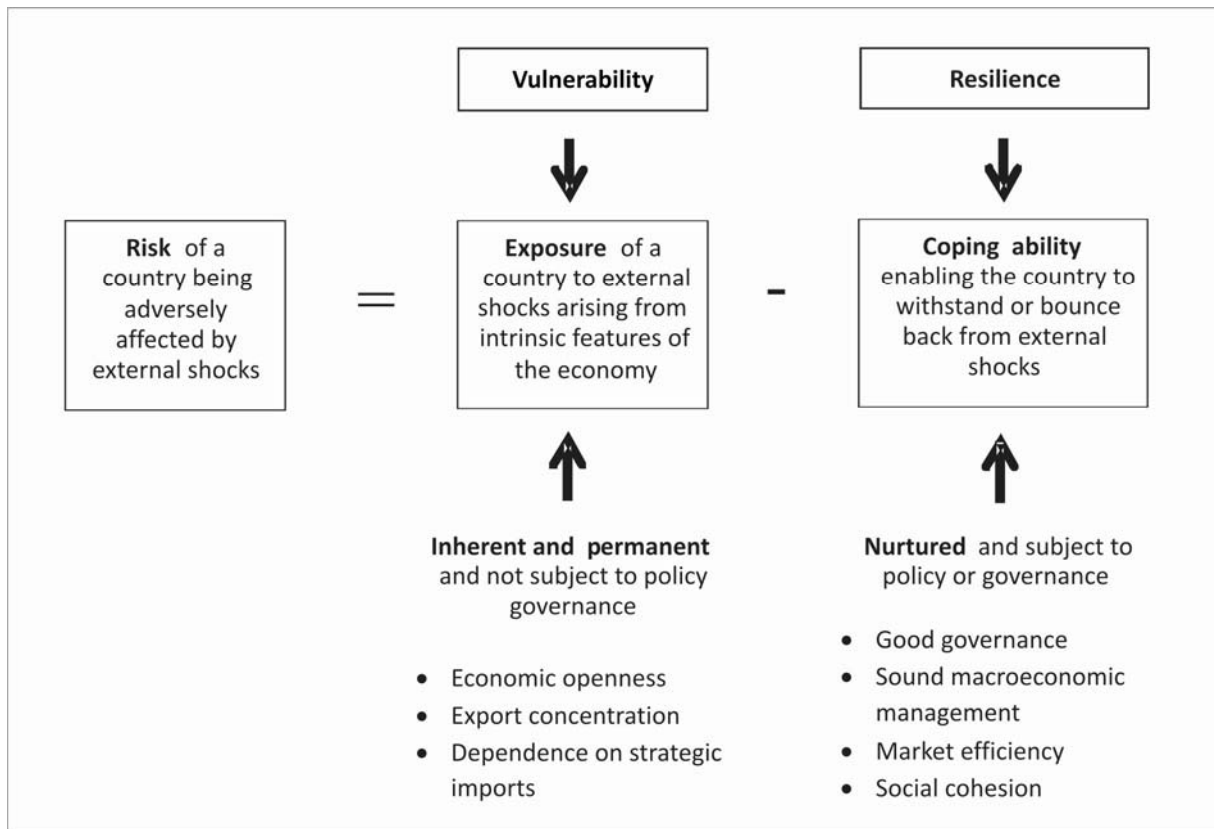 Vulnerability
Resilience
Risk of a
country being
adversely
affected by
external shocks
=
Exposure of a
country to external
shocks arising from
intrinsic features of
the economy
-
Coping ability
enabling the country to
withstand or bounce
back from external
shocks
Inherent and permanent
and not subject to policy
governance
• Economic openness
• Export concentration
• Dependence on strategic
imports
Nurtured and subject to
policy or governance
• Good governance
• Sound macroeconomic
management
• Market efficiency
• Social cohesion